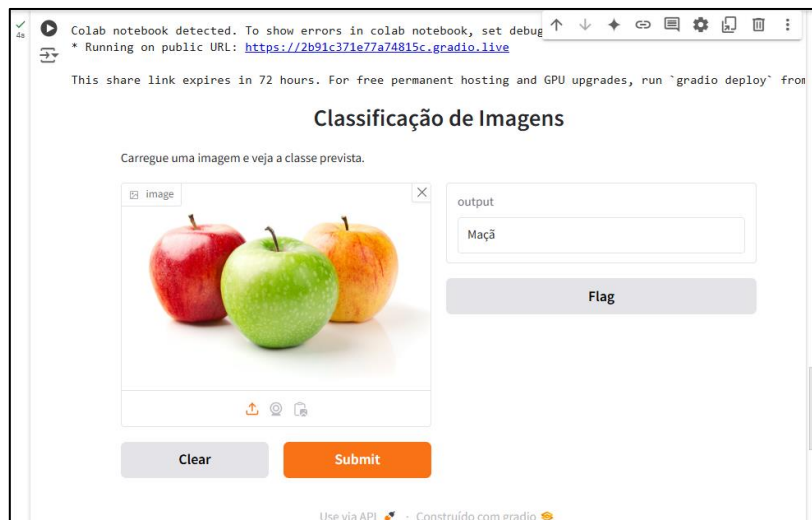 4s
Colab notebook detected. To show errors in colab notebook, set debug
* Running on public URL: https://2b91c371e77a74815c.gradio.live
This share link expires in 72 hours. For free permanent hosting and GPU upgrades, run `gradio deploy` from
Classificação de Imagens
Carregue uma imagem e veja a classe prevista.
image
output
Maçã
Flag
Clear
Submit
Use via API · Construído com gradio